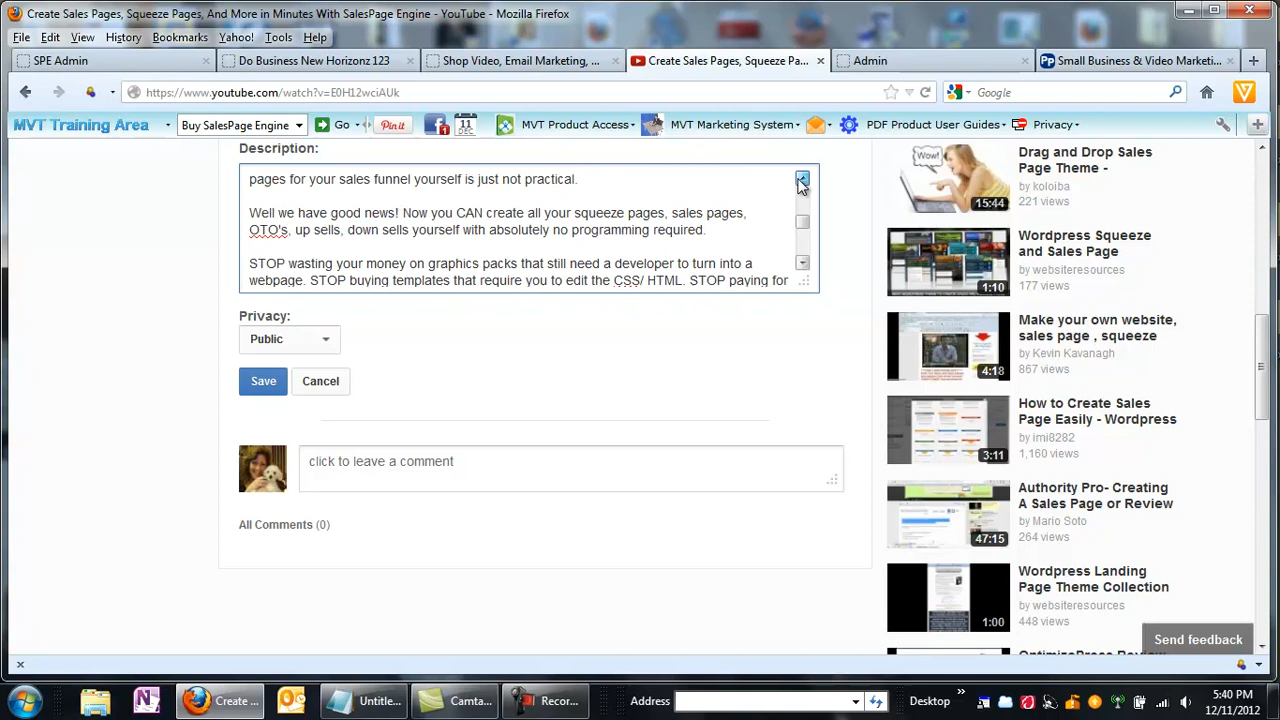 Create Sales Pages, Squeeze Pages, And More in Minutes With SalesPage Engine - YouTube - Mozilla Firefox
File Edit View History Bookmarks Yahoo! Tools Help
SPE Admin
Do Business New Horizonz 123
Shop Video, Email Marketing, ...
Create Sales Pages, Squeeze Pa...
Admin
Small Business & Video Marketi...
https://www.youtube.com/watch?v=E0H12wciAUk
Google
MVT Training Area
Buy SalesPage Engine
Go
Pin it
11
DEC
MVT Product Access
MVT Marketing System
PDF Product User Guides
Privacy
Description:
pages for your sales funnel yourself is just not practical.
Well we have good news! Now you CAN create all your squeeze pages, sales pages,
OTO's, up sells, down sells yourself with absolutely no programming required.
STOP wasting your money on graphics packs that still need a developer to turn into a
webpage. STOP buying templates that require you to edit the CSS/ HTML. STOP paying for
Privacy:
Public
Save
Cancel
click to leave a comment
All Comments (0)
Wow!
15:44
Drag and Drop Sales
Page Theme -
by koloiba
221 views
1:10
Wordpress Squeeze
and Sales Page
by websiteresources
177 views
4:18
Make your own website,
sales page , squeeze
by Kevin Kavanagh
867 views
3:11
How to Create Sales
Page Easily - Wordpress
by imi8282
1,160 views
47:15
Authority Pro- Creating
A Sales Page or Review
by Mario Soto
264 views
1:00
Wordpress Landing
Page Theme Collection
by websiteresources
448 views
OptimizePress Review
Send feedback
Create ...
Untitle...
Camta...
Recor...
Address
Desktop
5:40 PM
12/11/2012